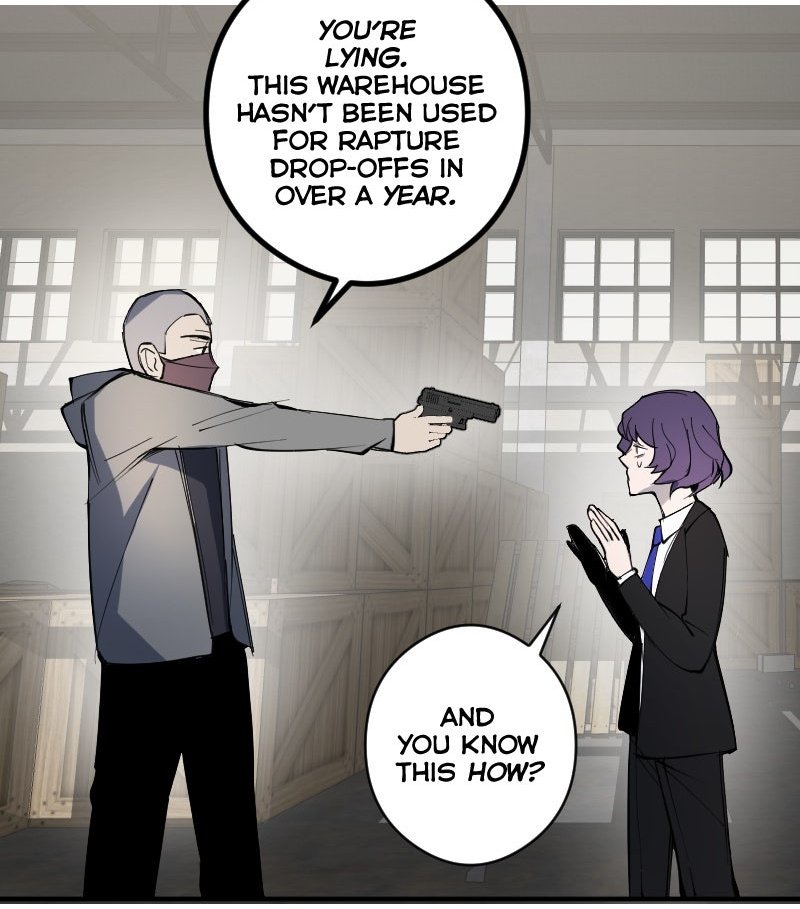 YOU'RE
LYING.
THIS WAREHOUSE
HASN'T BEEN USED
FOR RAPTURE
DROP-OFFS IN
OVER A YEAR.
AND
YOU KNOW
THIS HOW?